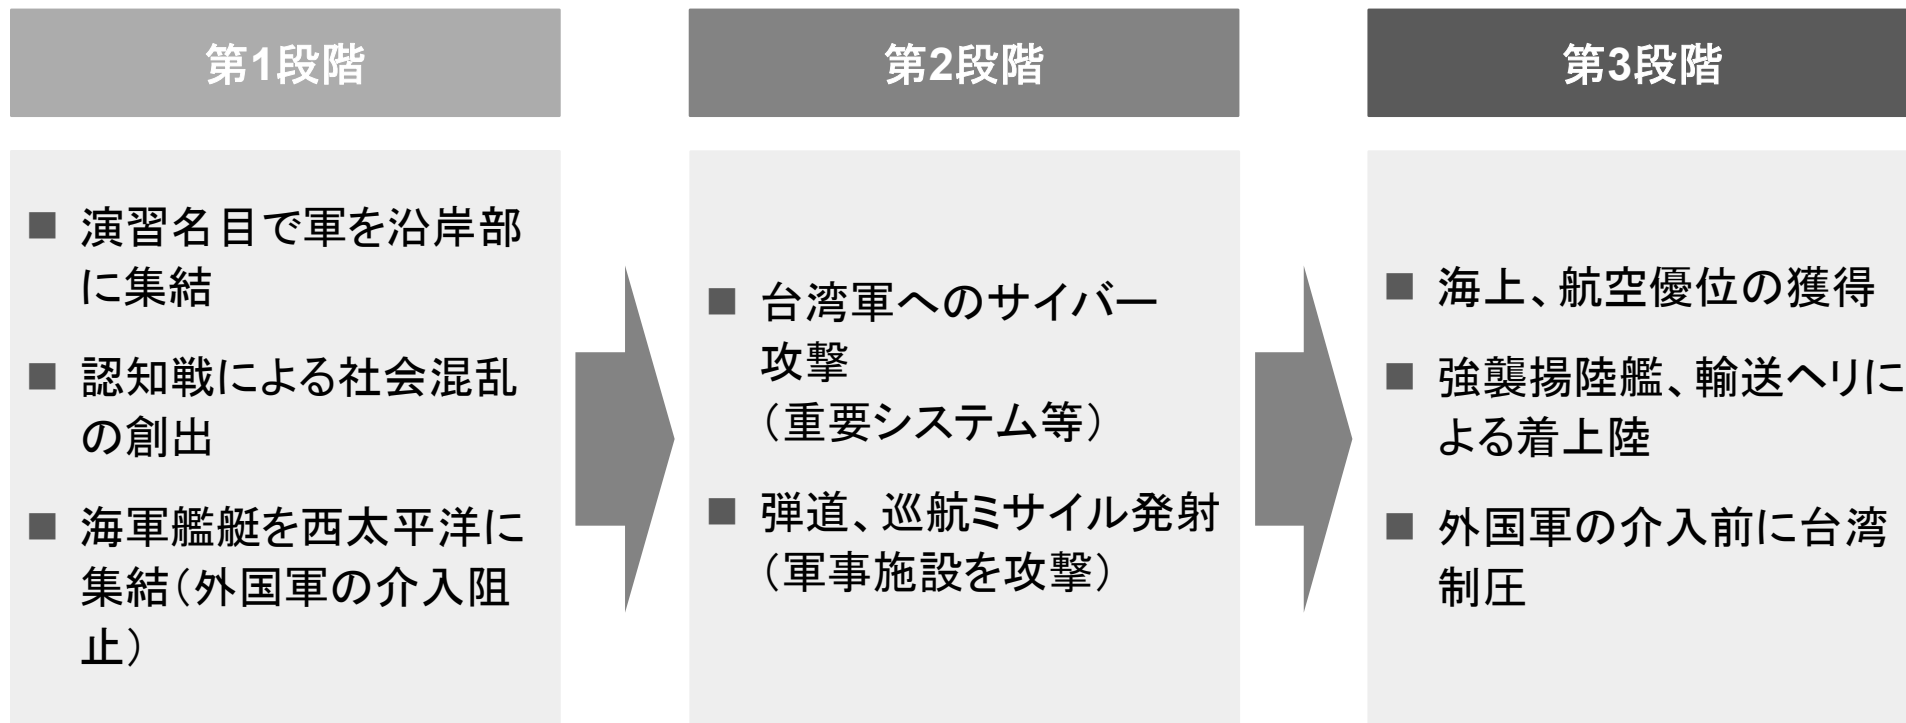 第1段階
演習名目で軍を沿岸部
に集結
認知戦による社会混乱
の創出
海軍艦艇を西太平洋に
集結(外国軍の介入阻
止)
第2段階
台湾軍へのサイバー
攻撃
(重要システム等)
弾道、巡航ミサイル発射
(軍事施設を攻撃)
第3段階
海上、航空優位の獲得
強襲揚陸艦、輸送ヘリに
よる着上陸
外国軍の介入前に台湾
制圧